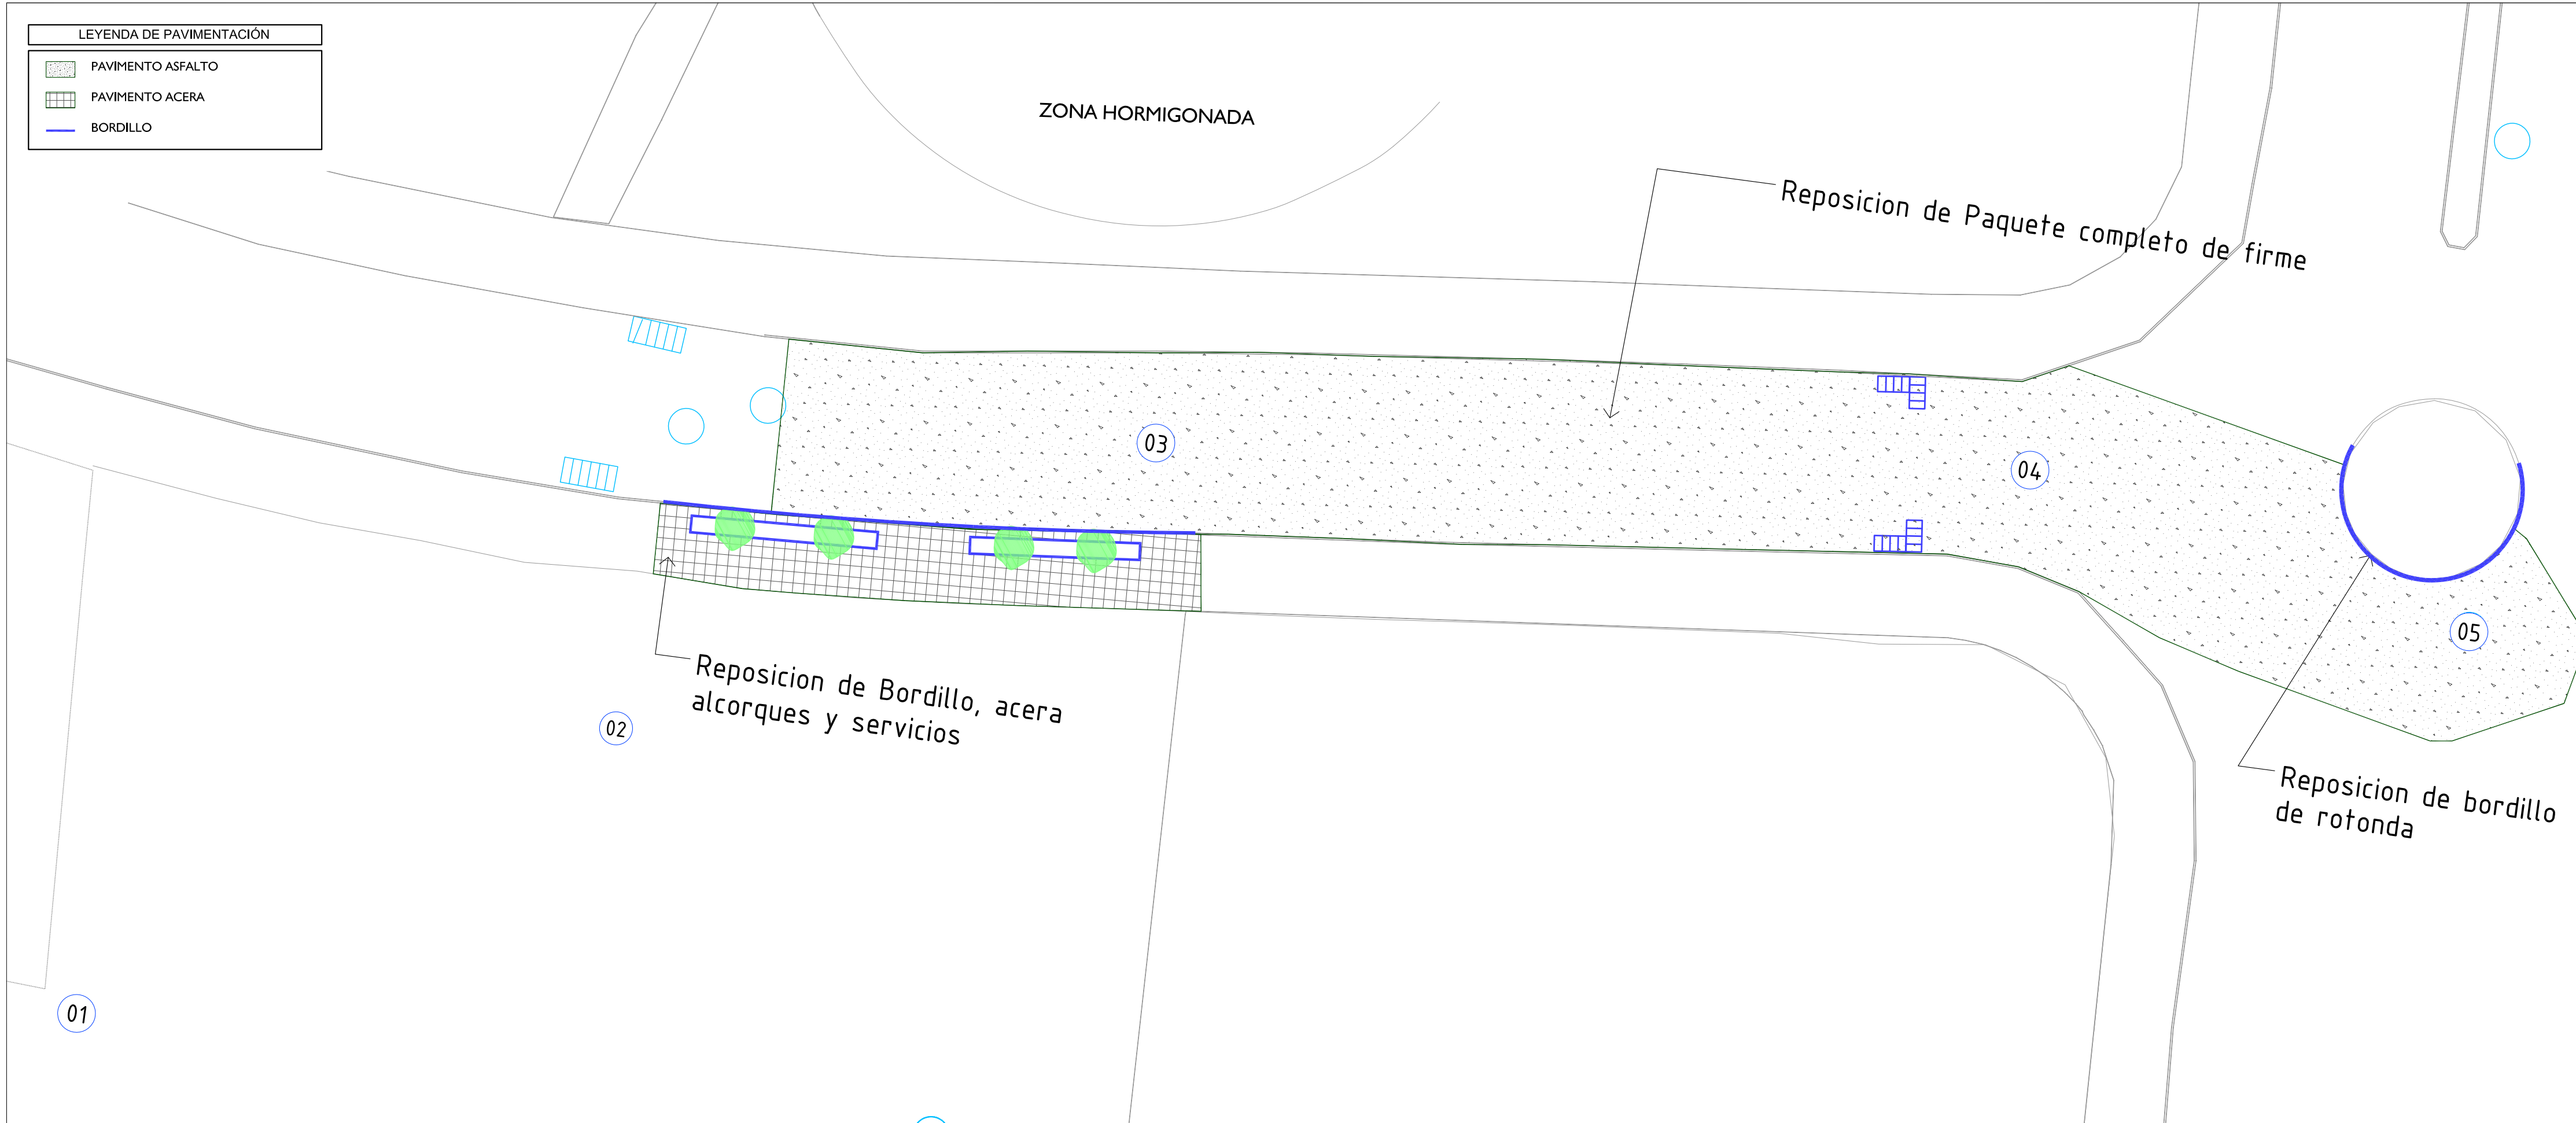 LEYENDA DE PAVIMENTACIÓN
PAVIMENTO ASFALTO
PAVIMENTO ACERA
BORDILLO
ZONA HORMIGONADA
Reposicion de Paquete completo de firme
03
04
05
Reposicion de Bordillo, acera
alcorques y servicios
02
Reposicion de bordillo
de rotonda
01